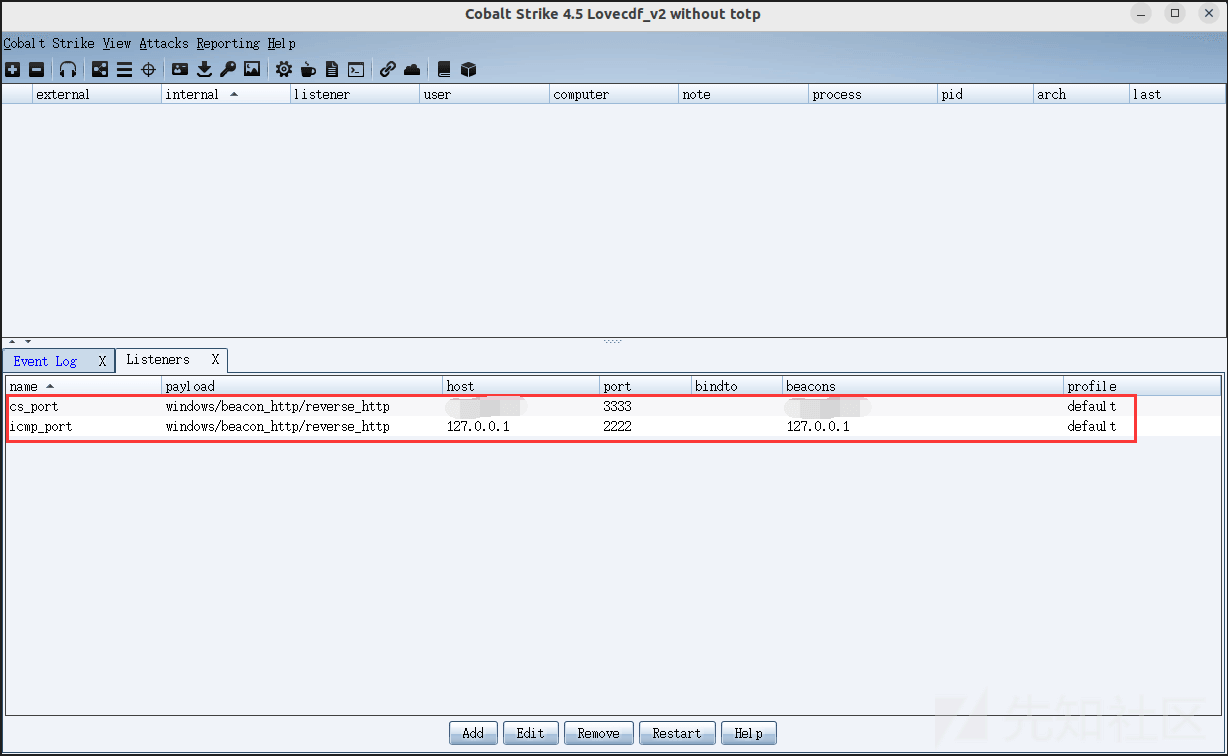 Cobalt Strike 4.5 Lovecdf_v2 without totp
Cobalt Strike View Attacks Reporting Help
external internal listener user computer note process pid arch last
Event Log X Listeners X
name payload host port bindto beacons profile
cs_port windows/beacon_http/reverse_http 3333 default
icmp_port windows/beacon_http/reverse_http 127.0.0.1 2222 127.0.0.1 default
Add Edit Remove Restart Help
先知社区